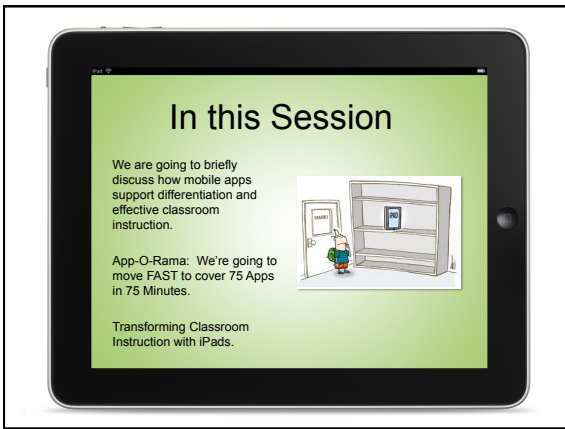 iPad
In this Session
We are going to briefly
discuss how mobile apps
support differentiation and
effective classroom
instruction.
App-O-Rama: We're going to
move FAST to cover 75 Apps
in 75 Minutes.
Transforming Classroom
Instruction with iPads.
IPAD